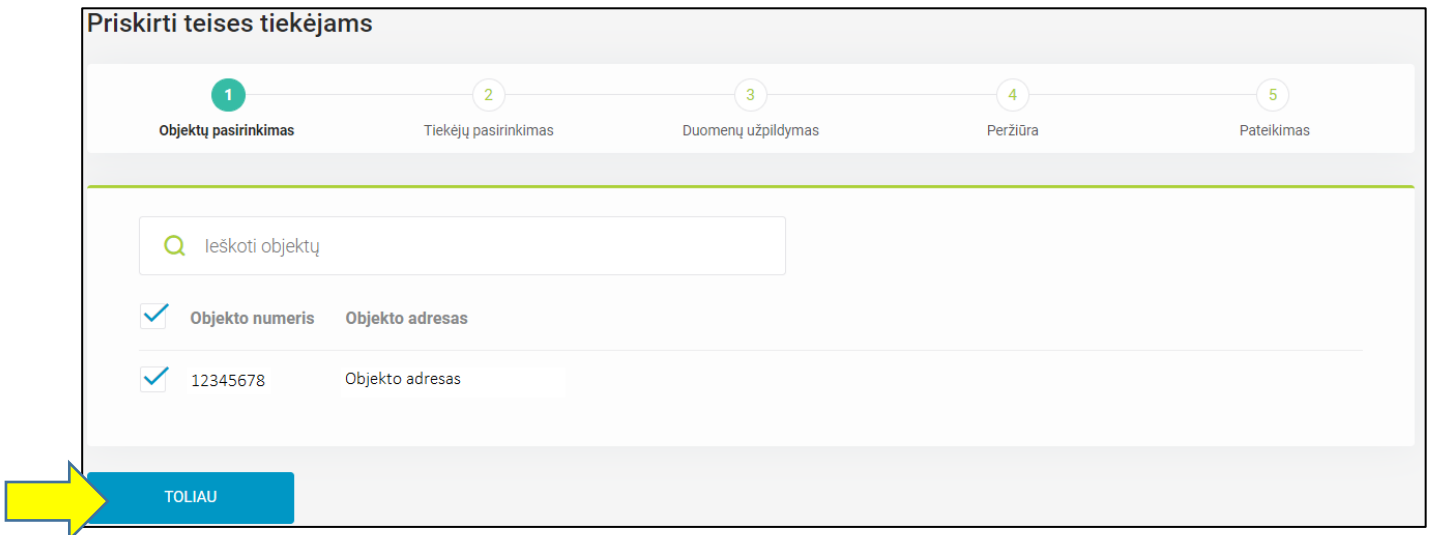 Priskirti teises tiekėjams
1 2 3 4 5
Objektų pasirinkimas Tiekėjų pasirinkimas Duomenų užpildymas Peržiūra Pateikimas
Ieškoti objektų
Objekto numeris Objekto adresas
12345678 Objekto adresas
TOLIAU